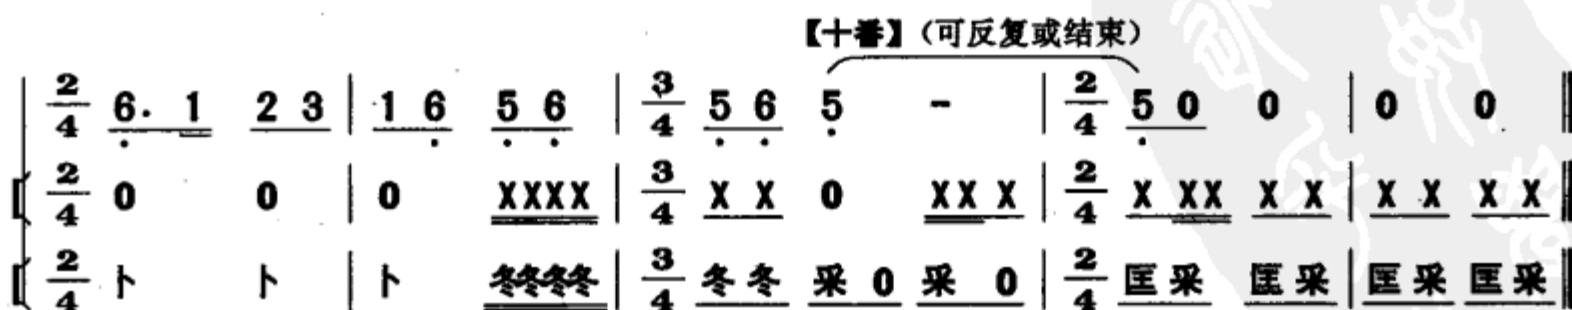 【十番】（可反复或结束）
2/4 6. 1 2 3 | 1 6 5 6 | 3/4 5 6 5 - | 2/4 5 0 0 | 0 0
2/4 0 0 | 0 XXXX | 3/4 X X 0 XX X | 2/4 X XX X X | X X X X
2/4 卜 卜 | 卜 冬冬冬冬 | 3/4 冬冬 采 0 采 0 | 2/4 匡采 匡采 | 匡采 匡采